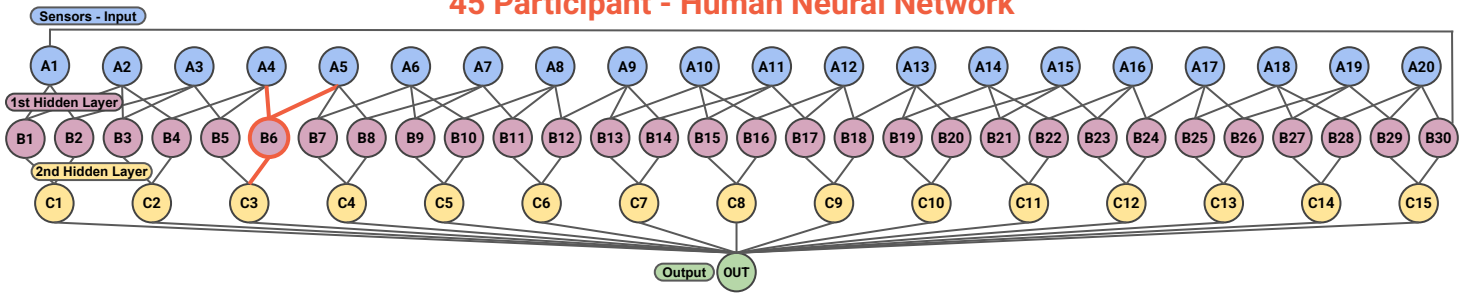 45 Participant - Human Neural Network
Sensors - Input
A1 A2 A3 A4 A5 A6 A7 A8 A9 A10 A11 A12 A13 A14 A15 A16 A17 A18 A19 A20
1st Hidden Layer
B1 B2 B3 B4 B5 B6 B7 B8 B9 B10 B11 B12 B13 B14 B15 B16 B17 B18 B19 B20 B21 B22 B23 B24 B25 B26 B27 B28 B29 B30
2nd Hidden Layer
C1 C2 C3 C4 C5 C6 C7 C8 C9 C10 C11 C12 C13 C14 C15
Output OUT